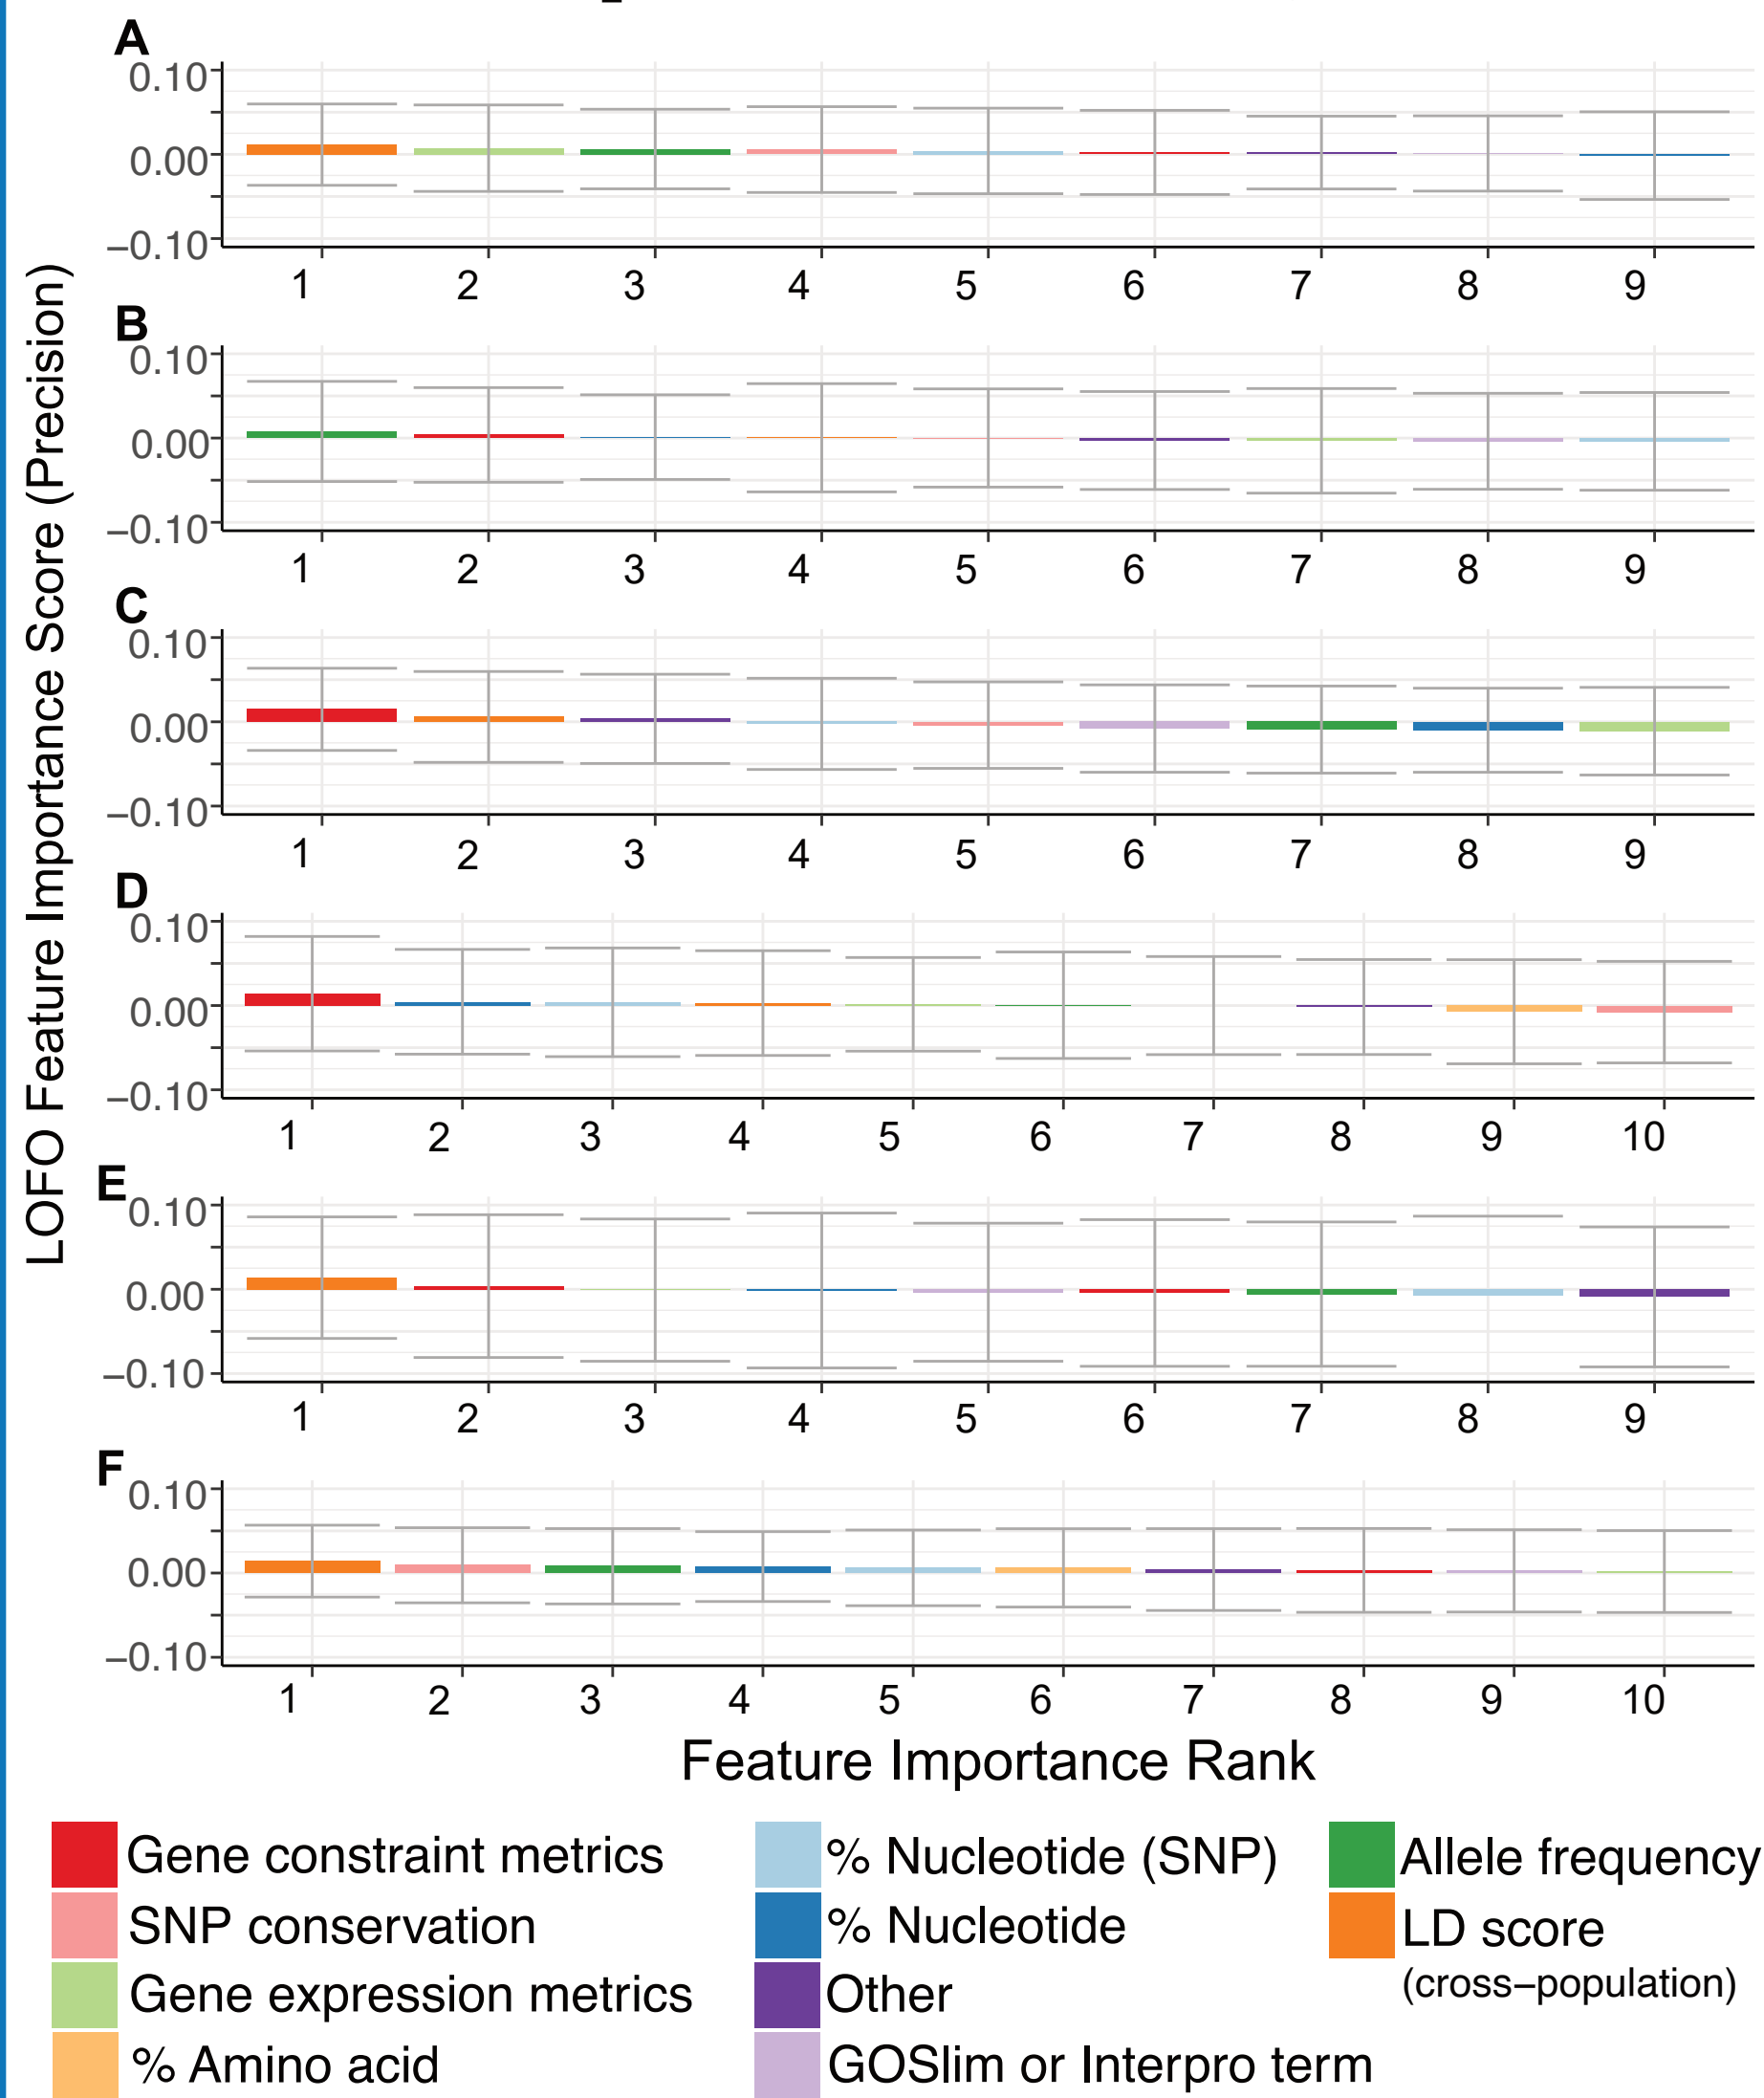 LOFO Feature Importance Score (Precision)
A
0.10
0.00
−0.10
1 2 3 4 5 6 7 8 9
B
0.10
0.00
−0.10
1 2 3 4 5 6 7 8 9
C
0.10
0.00
−0.10
1 2 3 4 5 6 7 8 9
D
0.10
0.00
−0.10
1 2 3 4 5 6 7 8 9 10
E
0.10
0.00
−0.10
1 2 3 4 5 6 7 8 9
F
0.10
0.00
−0.10
1 2 3 4 5 6 7 8 9 10
Feature Importance Rank
Gene constraint metrics
SNP conservation
Gene expression metrics
% Amino acid
% Nucleotide (SNP)
% Nucleotide
Other
GOSlim or Interpro term
Allele frequency
LD score
(cross−population)